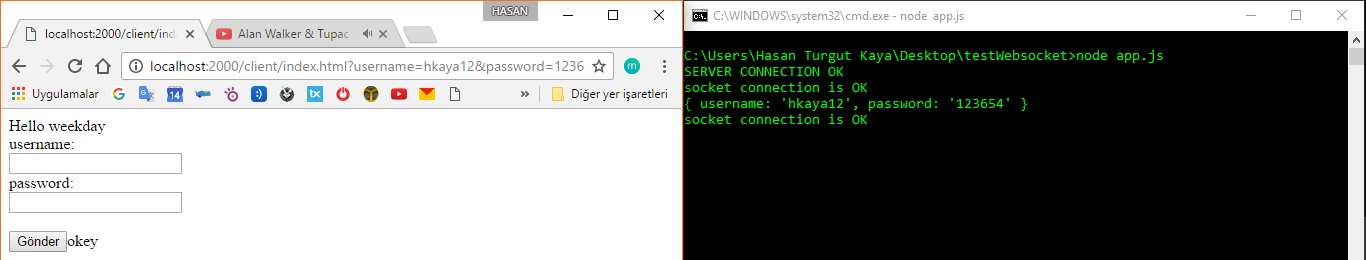 HASAN
localhost:2000/client/ind
Alan Walker & Tupac
localhost:2000/client/index.html?username=hkaya12&password=1236
m
Uygulamalar
14
tx
»
Diğer yer işaretleri
Hello weekday
username:
password:
Gönder okey
C:\WINDOWS\system32\cmd.exe - node app.js
C:\Users\Hasan Turgut Kaya\Desktop\testWebsocket>node app.js
SERVER CONNECTION OK
socket connection is OK
{ username: 'hkaya12', password: '123654' }
socket connection is OK